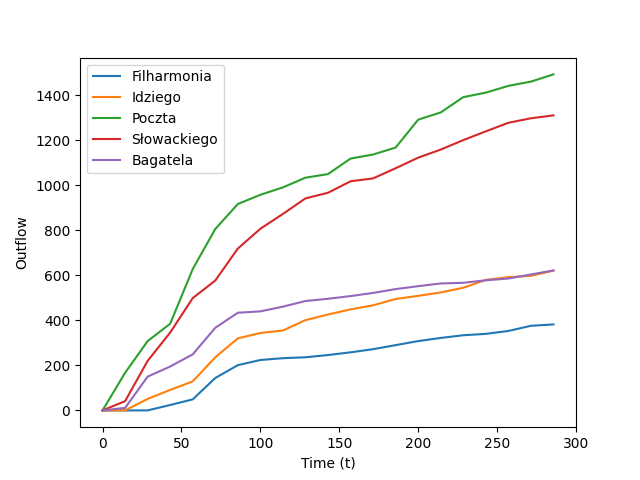 Filharmonia
Idziego
Poczta
Słowackiego
Bagatela
Outflow
1400
1200
1000
800
600
400
200
0
0 50 100 150 200 250 300
Time (t)